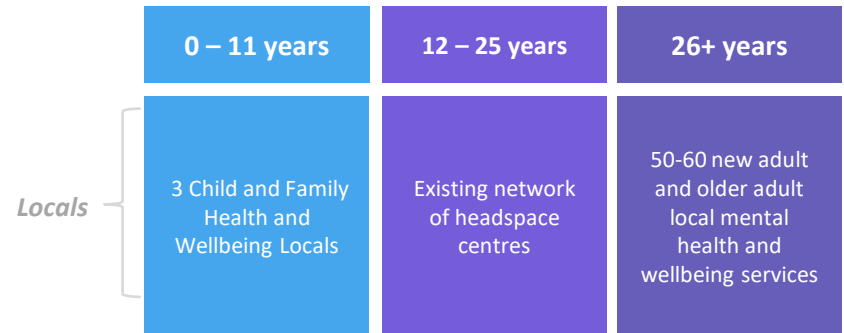 0 – 11 years
12 – 25 years
26+ years
Locals
3 Child and Family
Health and
Wellbeing Locals
Existing network
of headspace
centres
50-60 new adult
and older adult
local mental
health and
wellbeing services